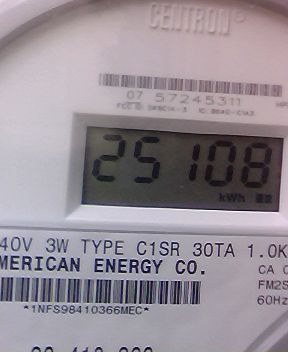 CENTRON®
07 57245311
25108
kWh
40V 3W TYPE C1SR 30TA 1.0K
MERICAN ENERGY CO.
CA
FM2S
60Hz
*1NFS98410366MEC*